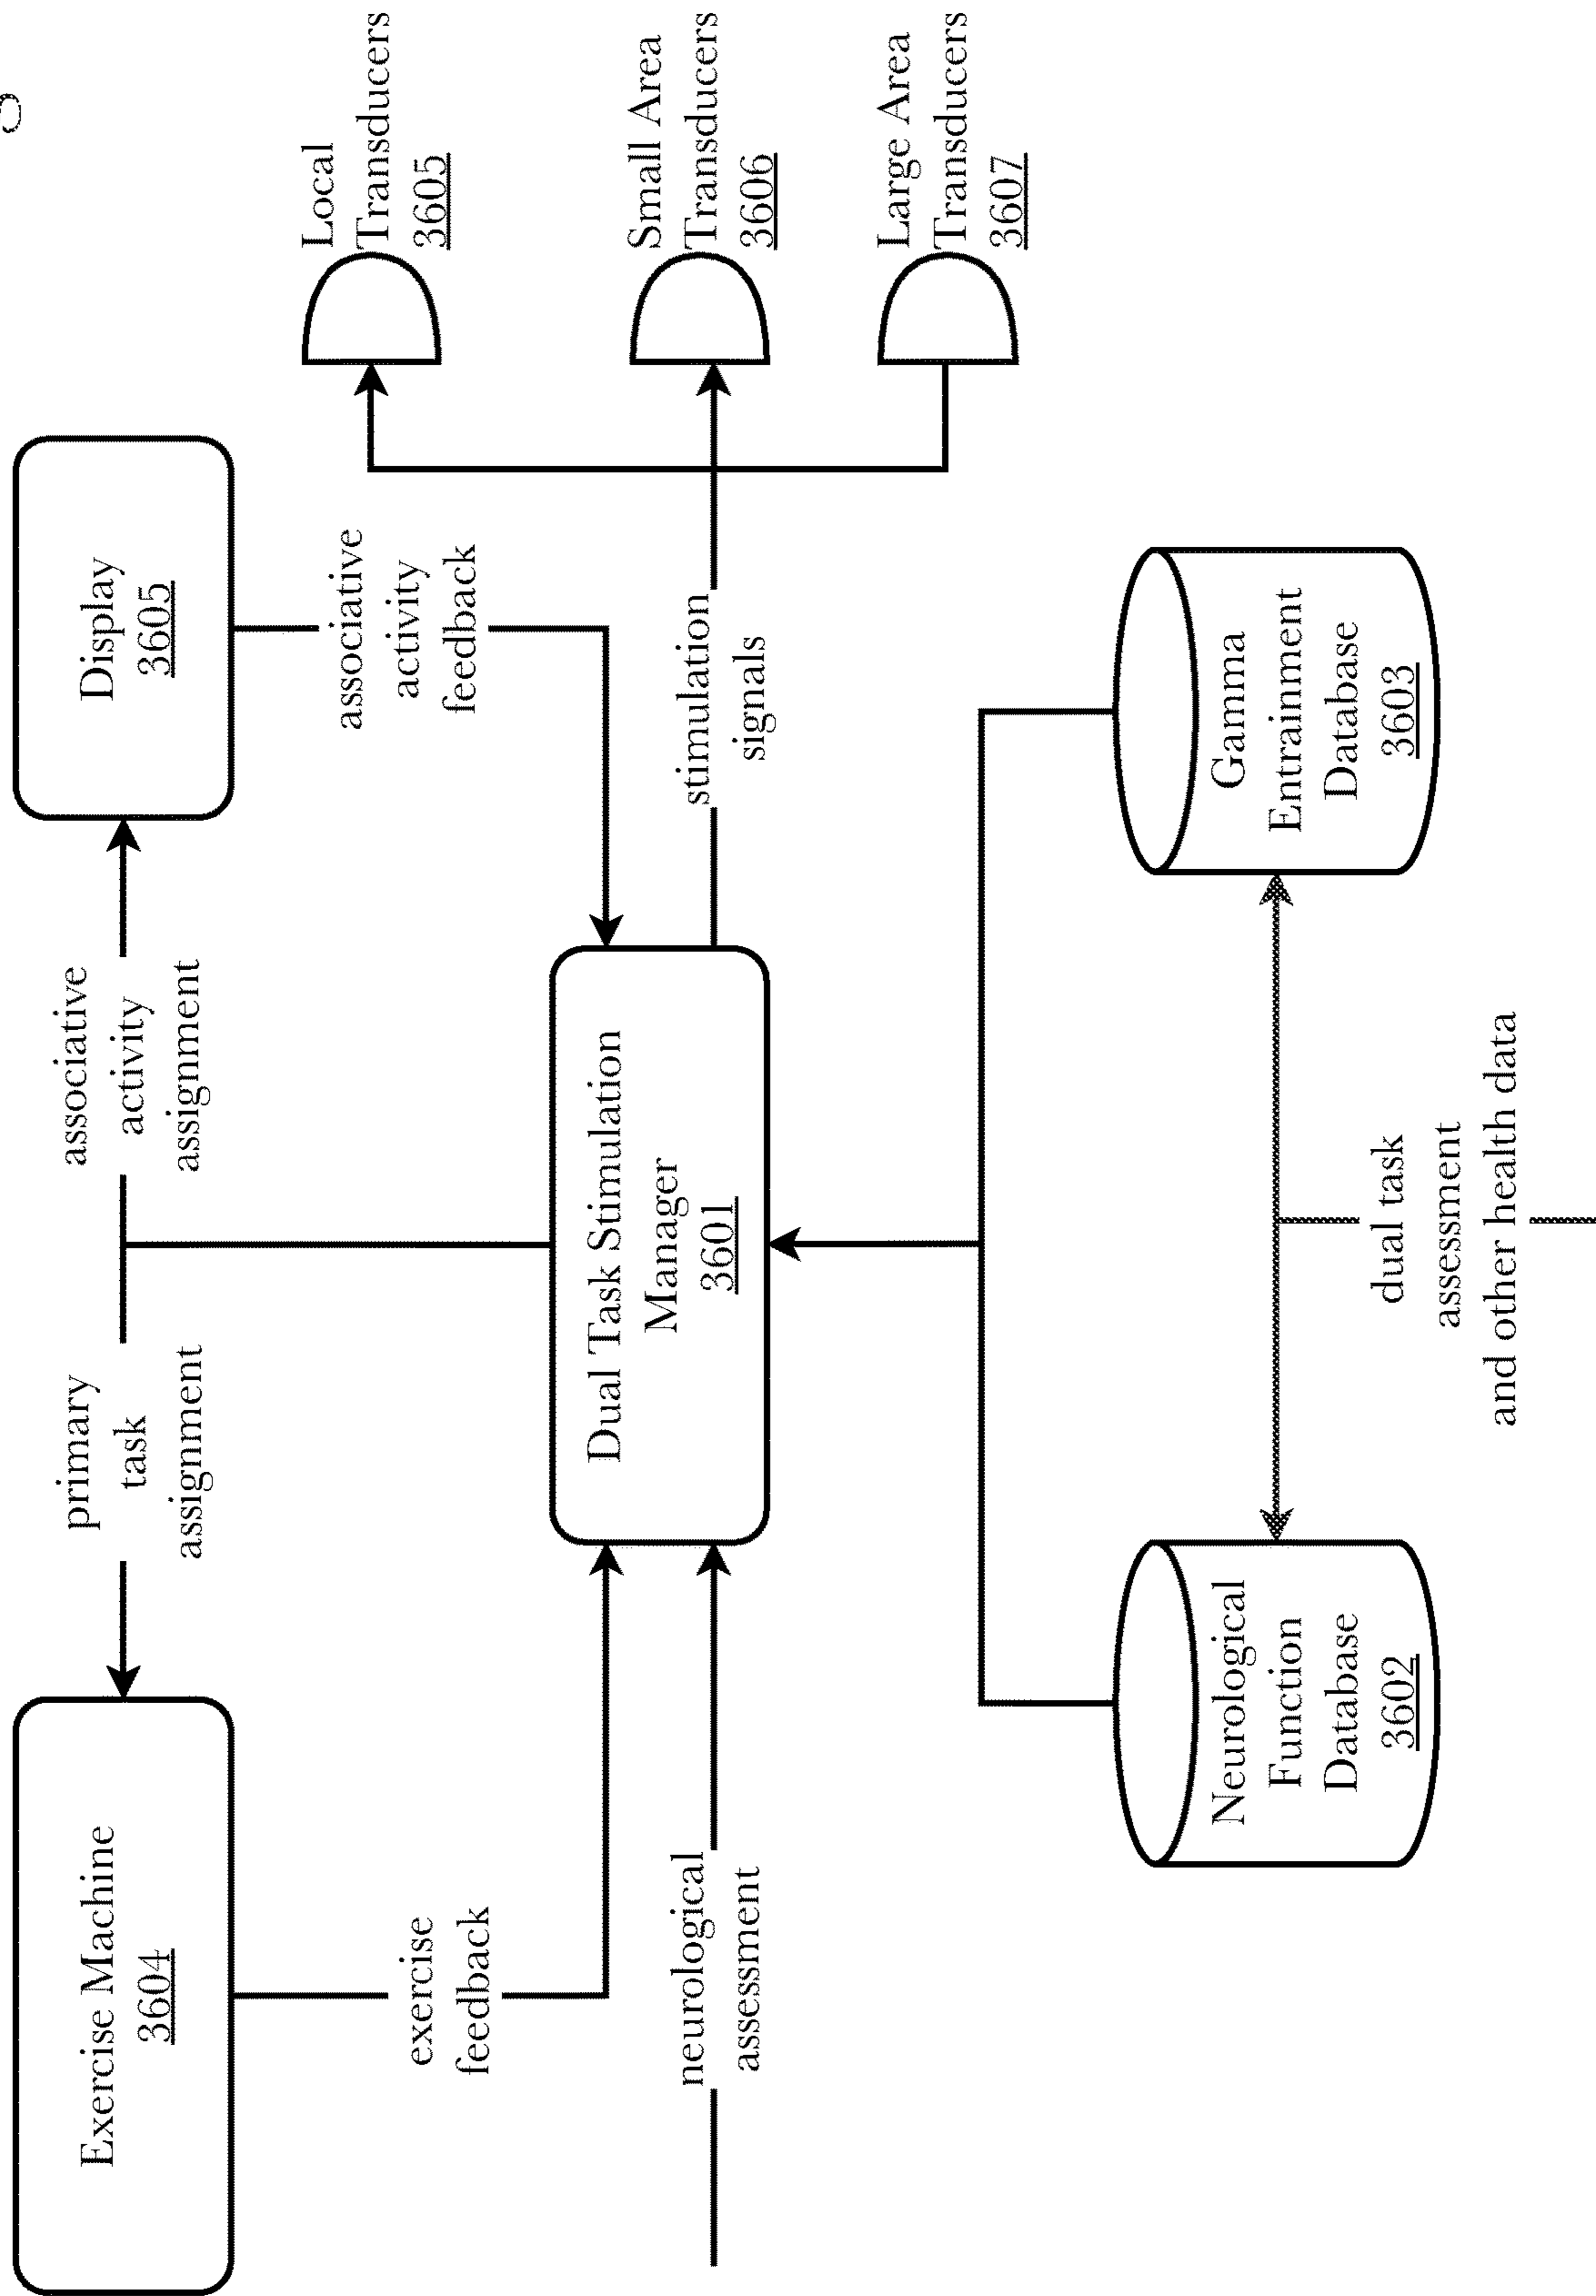 Exercise Machine
3604
primary
task
assignment
associative
activity
assignment
Display
3605
exercise
feedback
associative
activity
feedback
Local
Transducers
3605
neurological
assessment
Dual Task Stimulation
Manager
3601
stimulation
signals
Small Area
Transducers
3606
Large Area
Transducers
3607
Neurological
Function
Database
3602
Gamma
Entrainment
Database
3603
dual task
assessment
and other health data